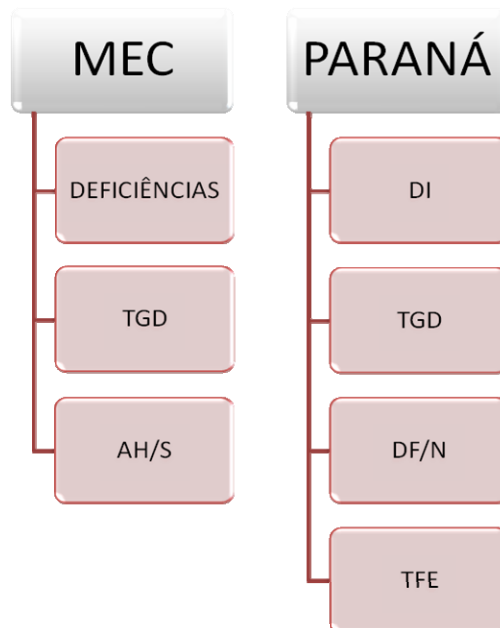 MEC
DEFICIÊNCIAS
TGD
AH/S
PARANÁ
DI
TGD
DF/N
TFE